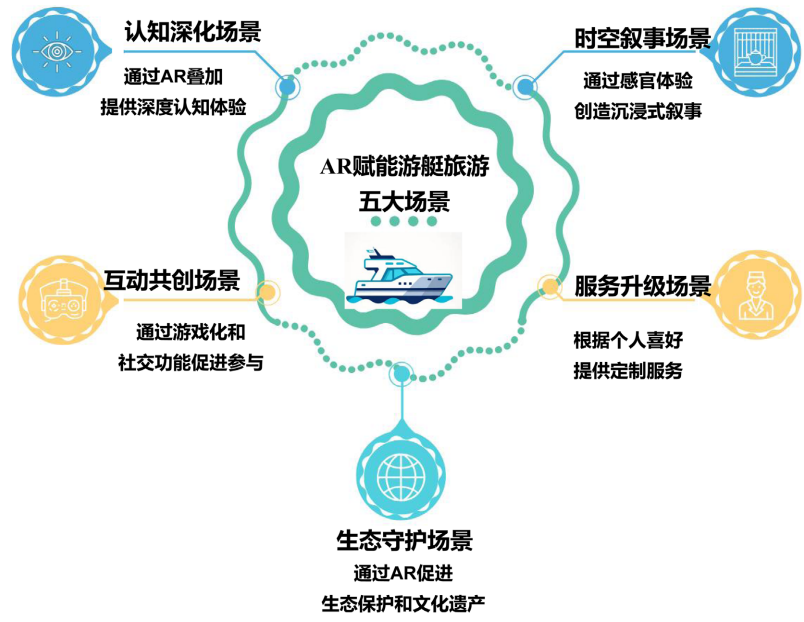 认知深化场景
通过AR叠加
提供深度认知体验
时空叙事场景
通过感官体验
创造沉浸式叙事
AR赋能游艇旅游
五大场景
互动共创场景
通过游戏化和
社交功能促进参与
服务升级场景
根据个人喜好
提供定制服务
生态守护场景
通过AR促进
生态保护和文化遗产